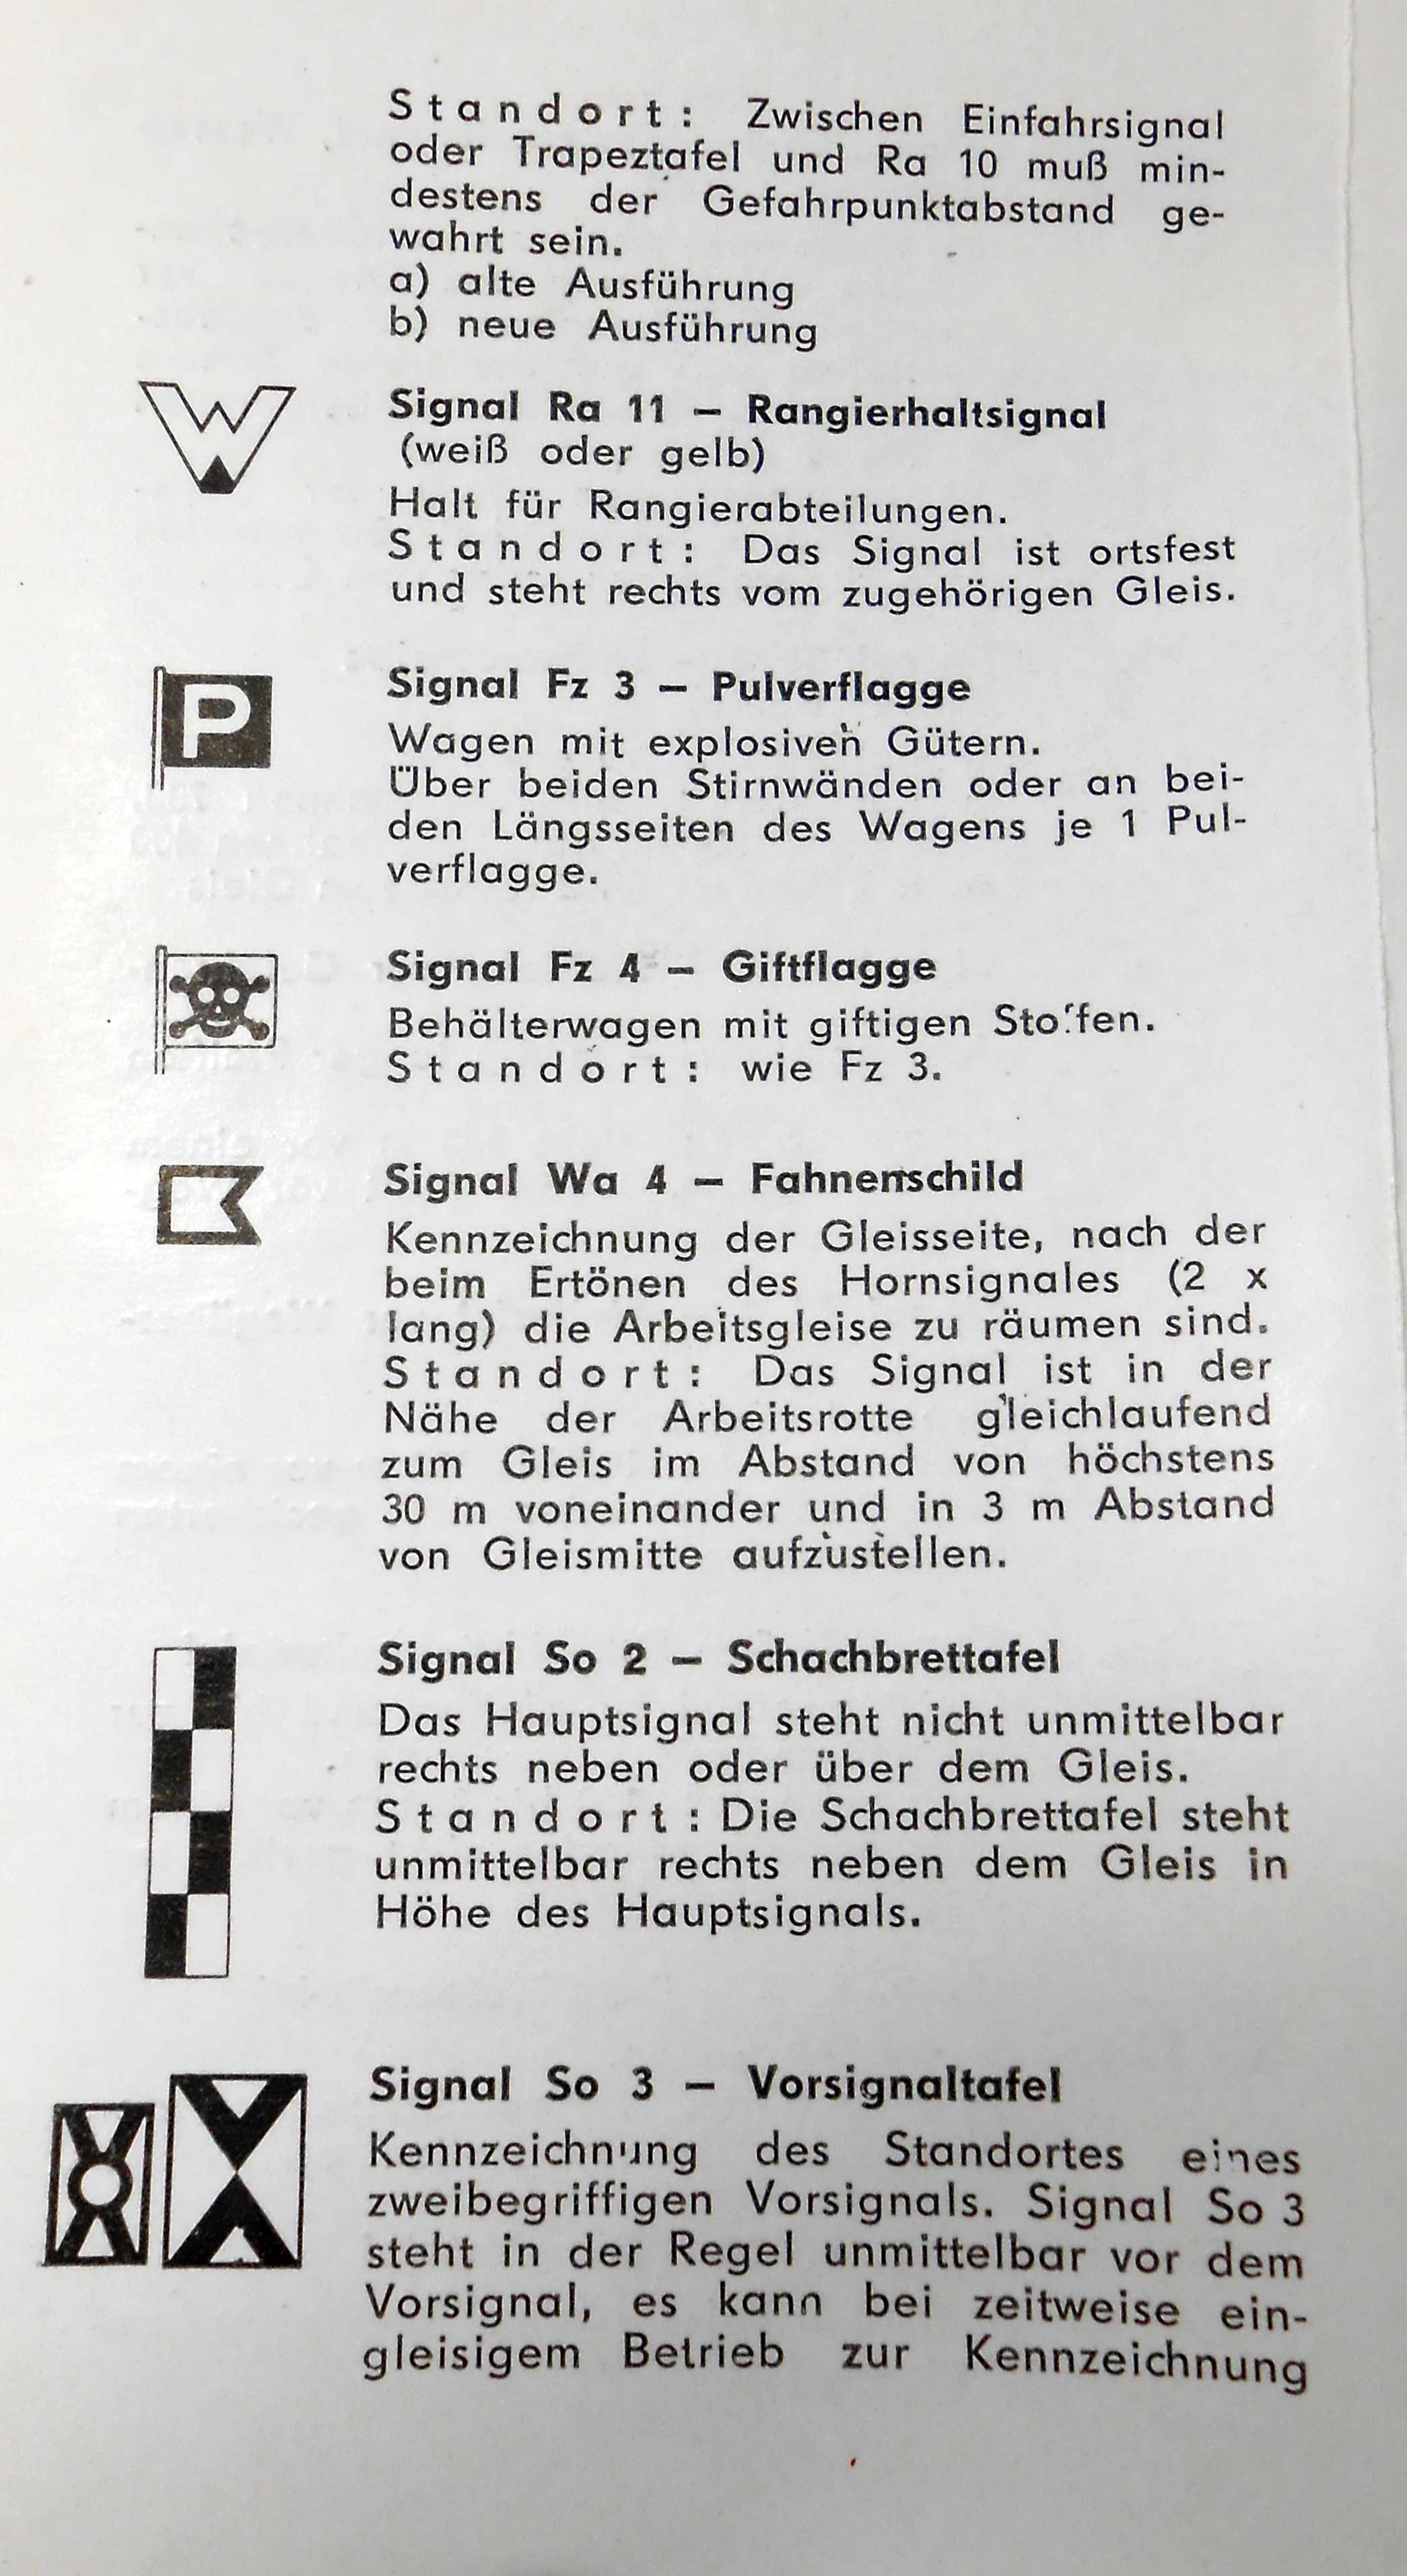 Standort: Zwischen Einfahrsignal
oder Trapeztafel und Ra 10 muß min-
destens der Gefahrpunktabstand ge-
wahrt sein.
a) alte Ausführung
b) neue Ausführung
W
Signal Ra 11 – Rangierhaltsignal
(weiß oder gelb)
Halt für Rangierabteilungen.
Standort: Das Signal ist ortsfest
und steht rechts vom zugehörigen Gleis.
P
Signal Fz 3 – Pulverflagge
Wagen mit explosiven Gütern.
Über beiden Stirnwänden oder an bei-
den Längsseiten des Wagens je 1 Pul-
verflagge.
Signal Fz 4 – Giftflagge
Behälterwagen mit giftigen Stoffen.
Standort: wie Fz 3.
Signal Wa 4 – Fahnenschild
Kennzeichnung der Gleisseite, nach der
beim Ertönen des Hornsignales (2 x
lang) die Arbeitsgleise zu räumen sind.
Standort: Das Signal ist in der
Nähe der Arbeitsrotte gleichlaufend
zum Gleis im Abstand von höchstens
30 m voneinander und in 3 m Abstand
von Gleismitte aufzustellen.
Signal So 2 – Schachbrettafel
Das Hauptsignal steht nicht unmittelbar
rechts neben oder über dem Gleis.
Standort: Die Schachbrettafel steht
unmittelbar rechts neben dem Gleis in
Höhe des Hauptsignals.
Signal So 3 – Vorsignaltafel
Kennzeichnung des Standortes eines
zweibegriffigen Vorsignals. Signal So 3
steht in der Regel unmittelbar vor dem
Vorsignal, es kann bei zeitweise ein-
gleisigem Betrieb zur Kennzeichnung